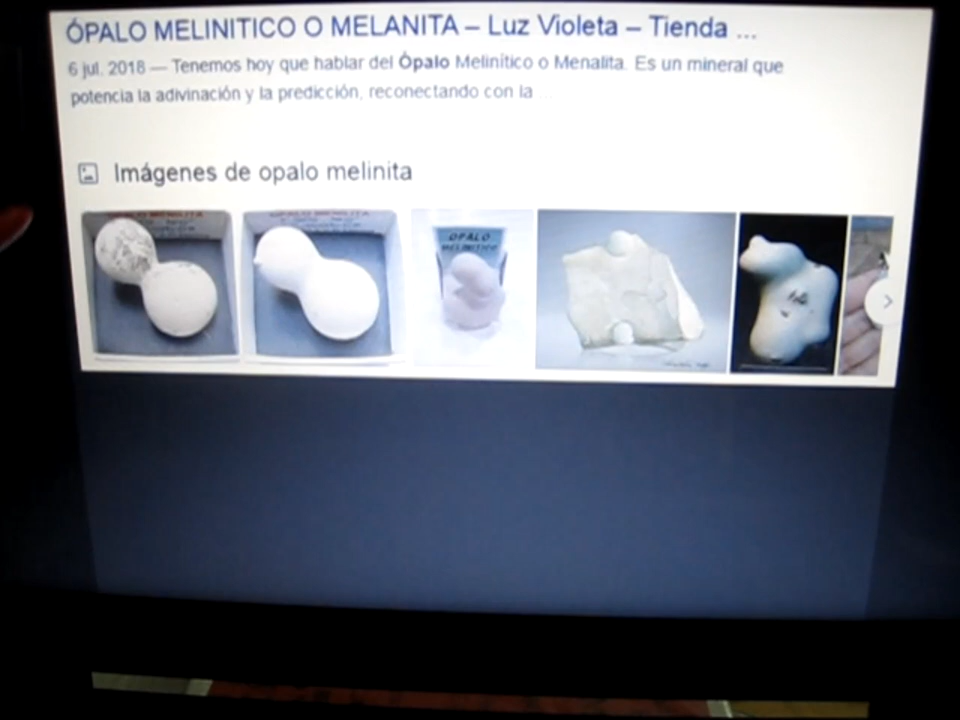 ÓPALO MELINITICO O MELANITA – Luz Violeta – Tienda ...
6 jul. 2018 — Tenemos hoy que hablar del Ópalo Melinítico o Menalita. Es un mineral que
potencia la adivinación y la predicción, reconectando con la ...
Imágenes de opalo melinita
OPALO
MELINITICO